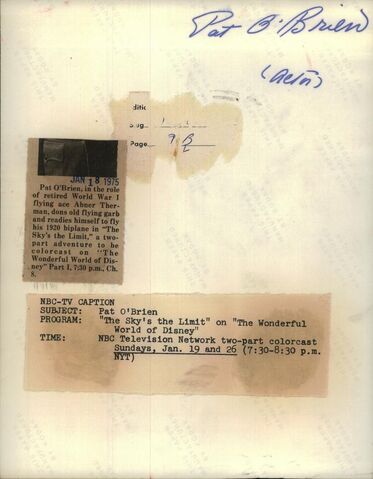 Pat O'Brien
(actor)
Page
JAN 18 1975
Pat O'Brien, in the role
of retired World War I
flying ace Abner Ther-
man, dons old flying garb
and readies himself to fly
his 1920 biplane in "The
Sky's the Limit," a two-
part adventure to be
colorcast on "The
Wonderful World of Dis-
ney" Part I, 7:30 p.m., Ch.
8.
NBC-TV CAPTION
SUBJECT: Pat O'Brien
PROGRAM: "The Sky's the Limit" on "The Wonderful
World of Disney"
TIME: NBC Television Network two-part colorcast
Sundays, Jan. 19 and 26 (7:30-8:30 p.m.
NYT)